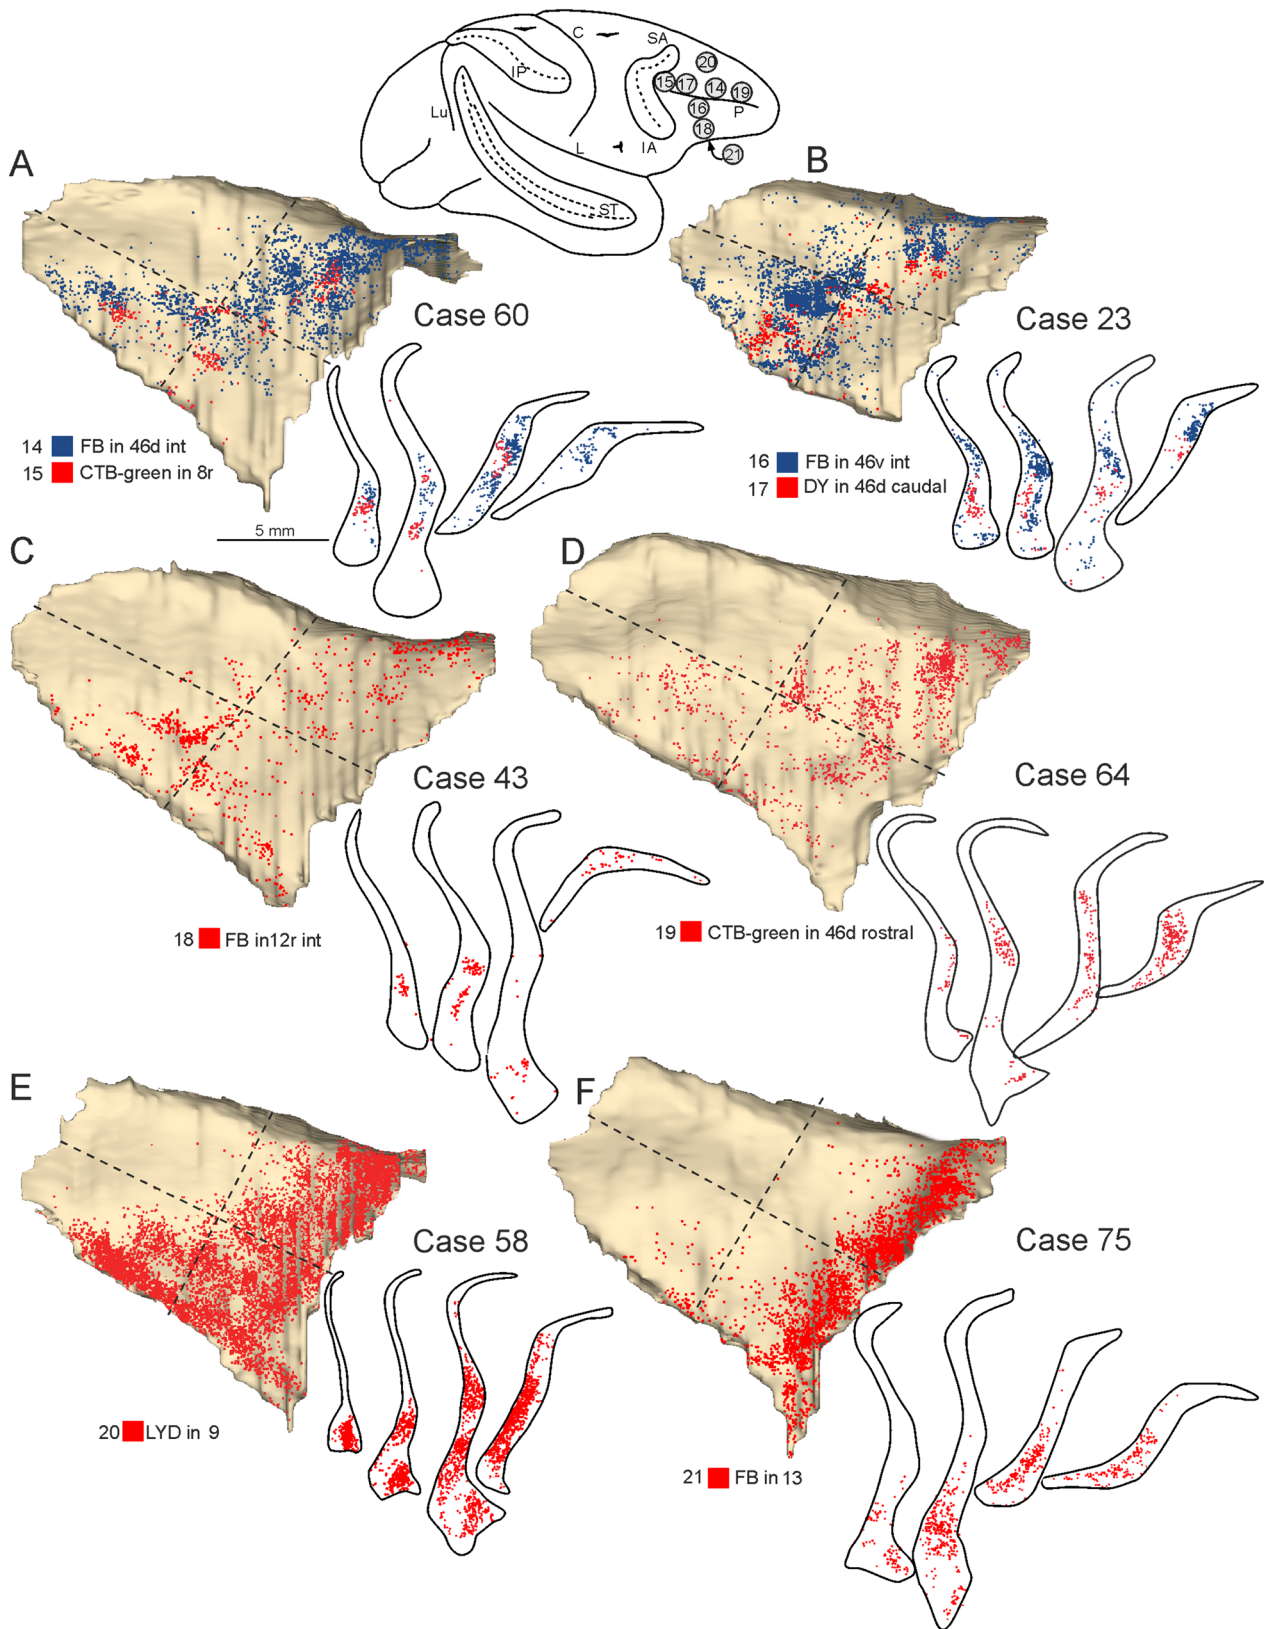 C
SA
20
IP
15
17
14
19
16
P
Lu
18
L
IA
21
ST
A
B
Case 60
Case 23
14 FB in 46d int
15 CTB-green in 8r
16 FB in 46v int
17 DY in 46d caudal
5 mm
C
D
Case 43
Case 64
18 FB in12r int
19 CTB-green in 46d rostral
E
F
Case 58
Case 75
20 LYD in 9
21 FB in 13